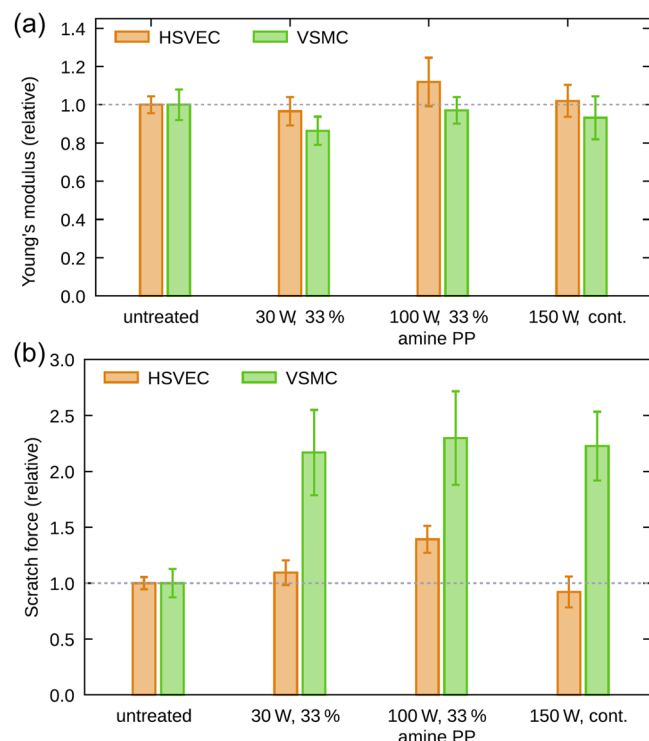 (a)
1.4
1.2
1.0
0.8
0.6
0.4
0.2
0.0
Young's modulus (relative)
HSVEC
VSMC
untreated
30 W, 33 %
100 W, 33 %
amine PP
150 W, cont.
(b)
3.0
2.5
2.0
1.5
1.0
0.5
0.0
Scratch force (relative)
HSVEC
VSMC
untreated
30 W, 33 %
100 W, 33 %
amine PP
150 W, cont.